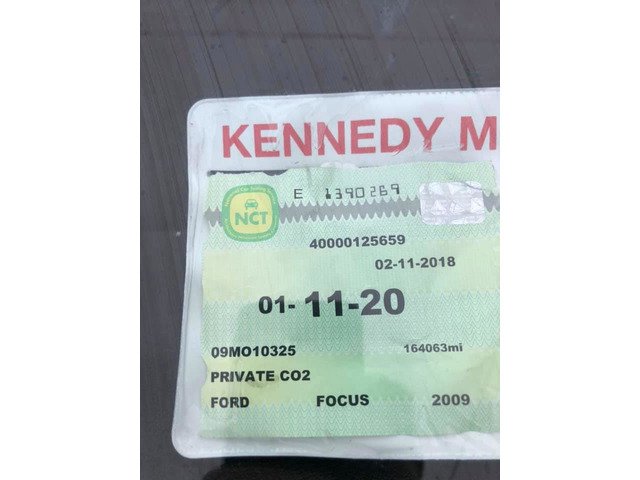 KENNEDY M
E 1390269
NCT
40000125659
02-11-2018
01-11-20
09MO10325 164063mi
PRIVATE CO2
FORD FOCUS 2009